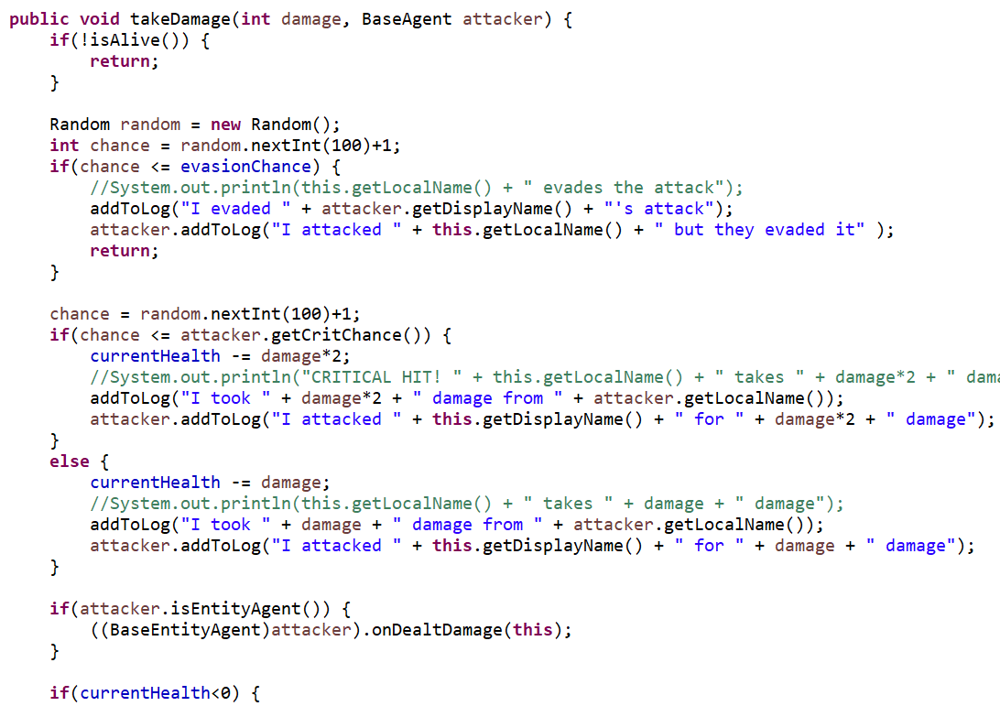 public void takeDamage(int damage, BaseAgent attacker) {
    if(!isAlive()) {
        return;
    }

    Random random = new Random();
    int chance = random.nextInt(100)+1;
    if(chance <= evasionChance) {
        //System.out.println(this.getLocalName() + " evades the attack");
        addToLog("I evaded " + attacker.getDisplayName() + "'s attack");
        attacker.addToLog("I attacked " + this.getLocalName() + " but they evaded it" );
        return;
    }

    chance = random.nextInt(100)+1;
    if(chance <= attacker.getCritChance()) {
        currentHealth -= damage*2;
        //System.out.println("CRITICAL HIT! " + this.getLocalName() + " takes " + damage*2 + " dama
        addToLog("I took " + damage*2 + " damage from " + attacker.getLocalName());
        attacker.addToLog("I attacked " + this.getDisplayName() + " for " + damage*2 + " damage");
    }
    else {
        currentHealth -= damage;
        //System.out.println(this.getLocalName() + " takes " + damage + " damage");
        addToLog("I took " + damage + " damage from " + attacker.getLocalName());
        attacker.addToLog("I attacked " + this.getDisplayName() + " for " + damage + " damage");
    }

    if(attacker.isEntityAgent()) {
        ((BaseEntityAgent)attacker).onDealtDamage(this);
    }

    if(currentHealth<0) {